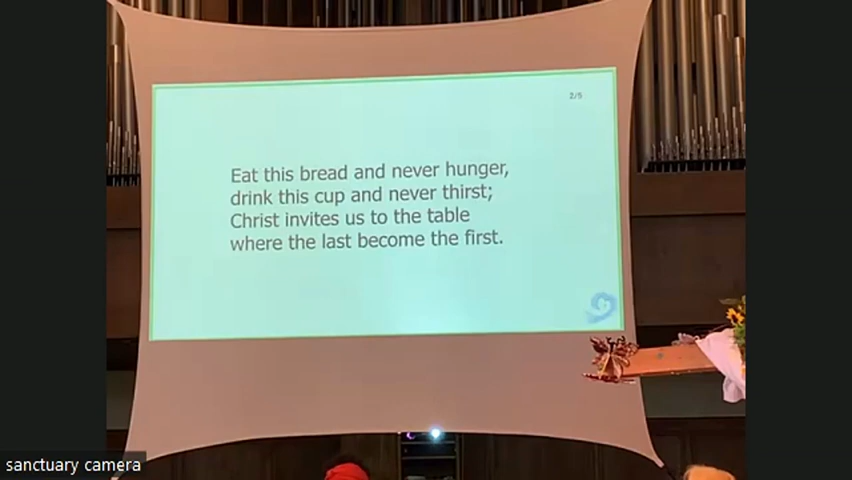 2/5
Eat this bread and never hunger,
drink this cup and never thirst;
Christ invites us to the table
where the last become the first.
sanctuary camera